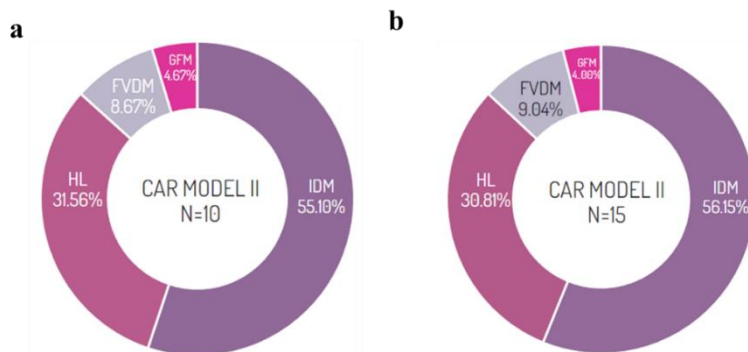 a
GFM
4.67%
FVDM
8.67%
HL
31.56%
IDM
55.10%
CAR MODEL II
N=10
b
GFM
4.00%
FVDM
9.04%
HL
30.81%
IDM
56.15%
CAR MODEL II
N=15